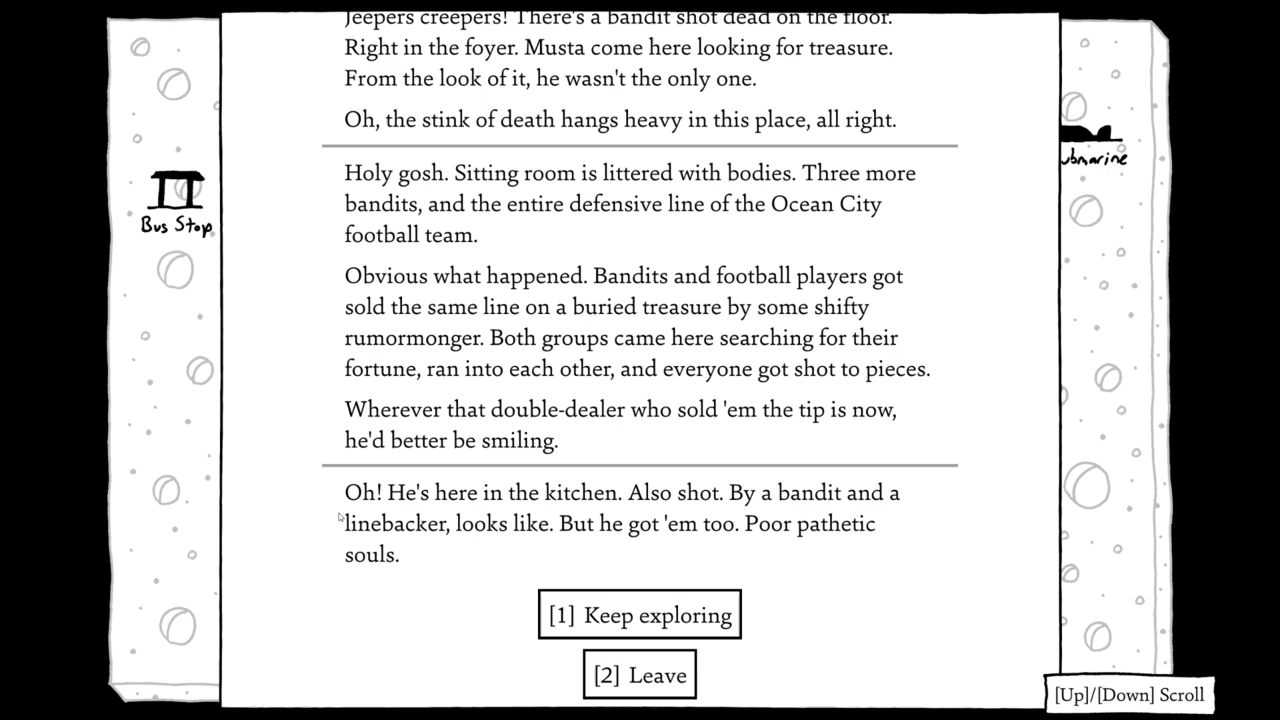 Jeepers creepers! There's a bandit shot dead on the floor.
Right in the foyer. Musta come here looking for treasure.
From the look of it, he wasn't the only one.
Oh, the stink of death hangs heavy in this place, all right.
Holy gosh. Sitting room is littered with bodies. Three more
bandits, and the entire defensive line of the Ocean City
football team.
Obvious what happened. Bandits and football players got
sold the same line on a buried treasure by some shifty
rumormonger. Both groups came here searching for their
fortune, ran into each other, and everyone got shot to pieces.
Wherever that double-dealer who sold 'em the tip is now,
he'd better be smiling.
Oh! He's here in the kitchen. Also shot. By a bandit and a
linebacker, looks like. But he got 'em too. Poor pathetic
souls.
[1] Keep exploring
[2] Leave
Bus Stop
ubmarine
[Up]/[Down] Scroll